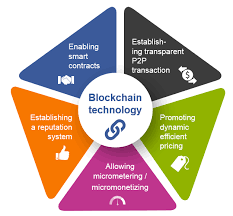 Enabling
smart
contracts
Establish-
ing transparent
P2P
transaction
Blockchain
technology
Establishing
a reputation
system
Promoting
dynamic
efficient
pricing
Allowing
micrometering /
micromonetizing